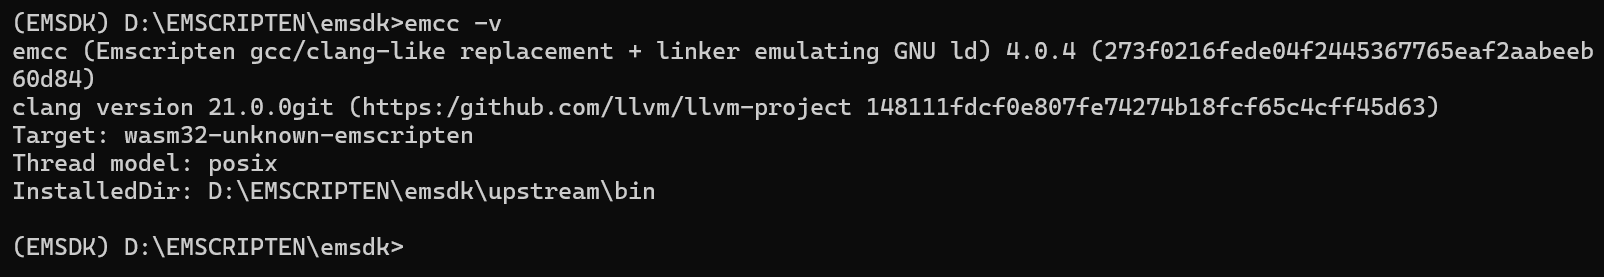 (EMSDK) D:\EMSCRIPTEN\emsdk>emcc -v
emcc (Emscripten gcc/clang-like replacement + linker emulating GNU ld) 4.0.4 (273f0216fede04f2445367765eaf2aabeeb
60d84)
clang version 21.0.0git (https:/github.com/llvm/llvm-project 148111fdcf0e807fe74274b18fcf65c4cff45d63)
Target: wasm32-unknown-emscripten
Thread model: posix
InstalledDir: D:\EMSCRIPTEN\emsdk\upstream\bin
(EMSDK) D:\EMSCRIPTEN\emsdk>